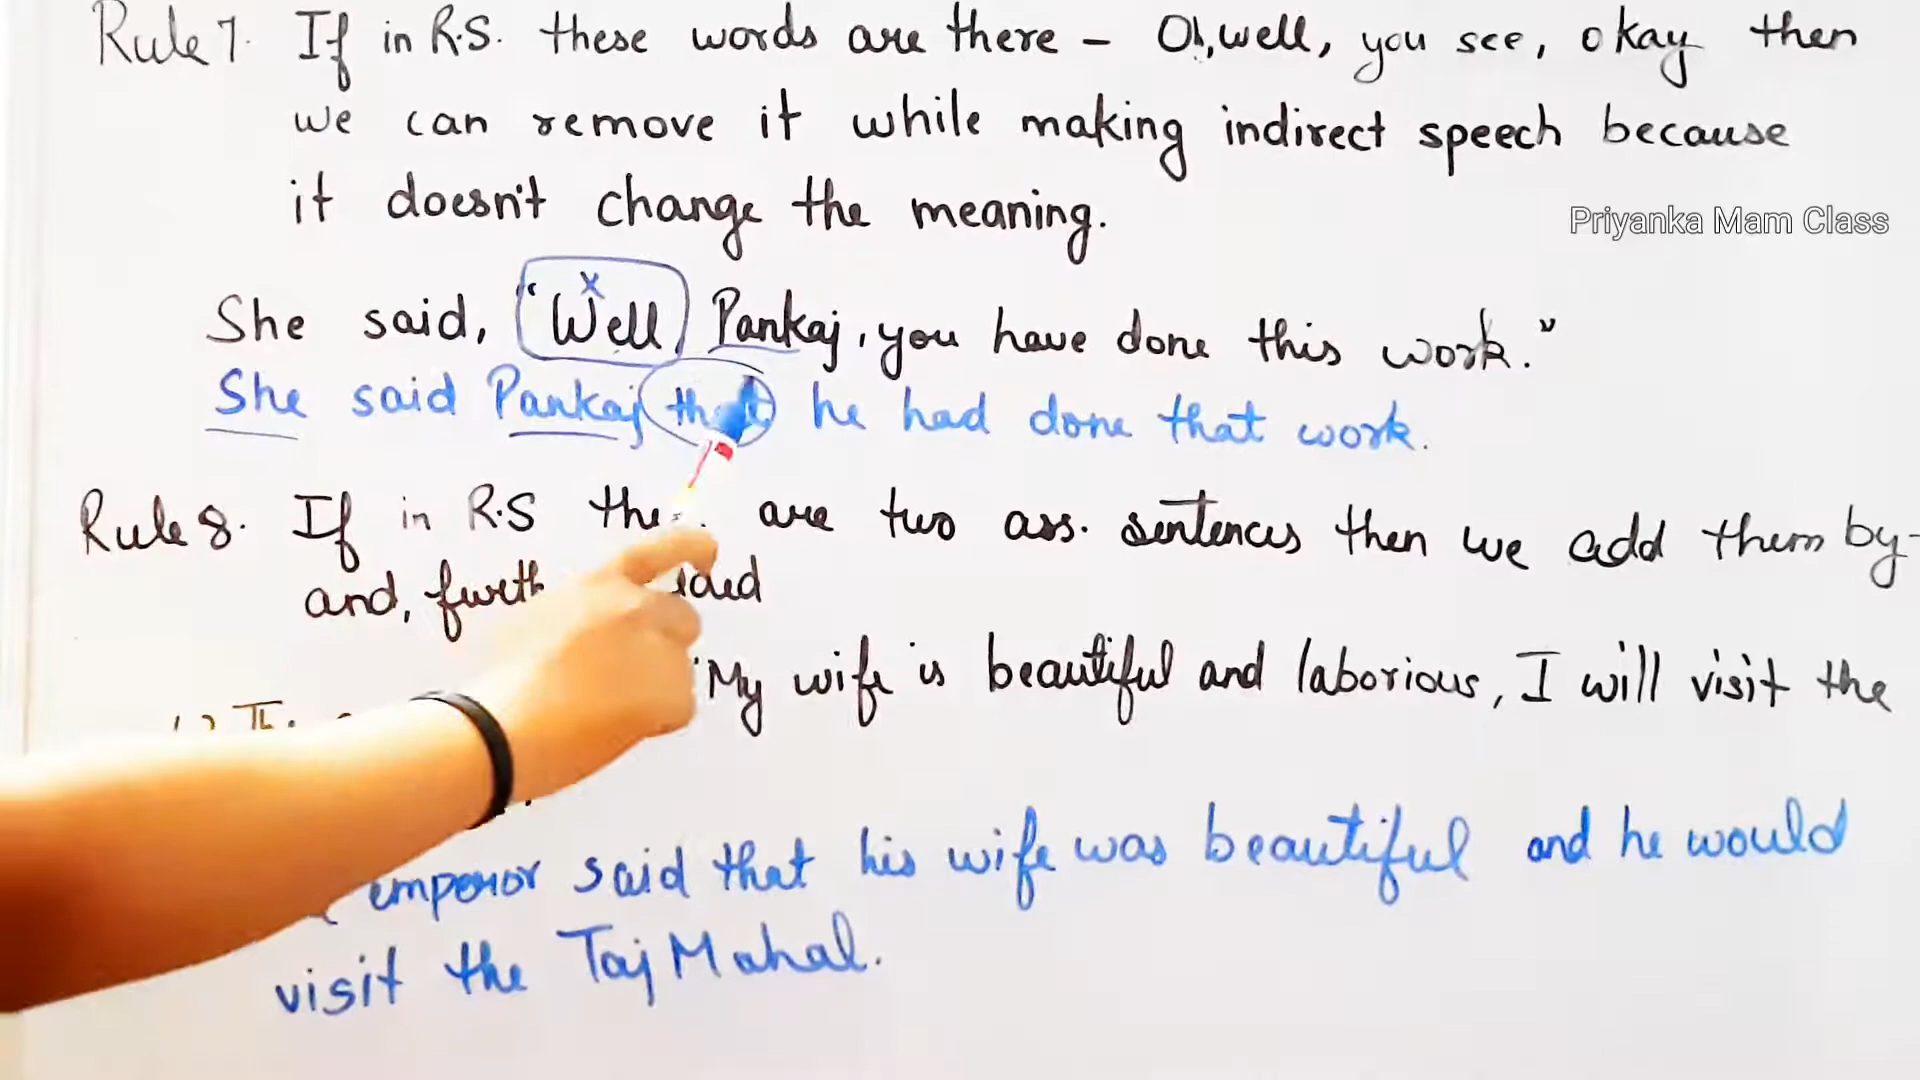 Rule 7. If in R.S. these words are there - Oh, well, you see, okay then
we can remove it while making indirect speech because
it doesn't change the meaning.
Priyanka Mam Class
She said, "Well, Pankaj, you have done this work."
She said Pankaj that he had done that work.
Rule 8. If in R.S are two ass. sentences then we add them by-
and, said
"My wife is beautiful and laborious, I will visit the
emperor said that his wife was beautiful and he would
visit the Taj Mahal.